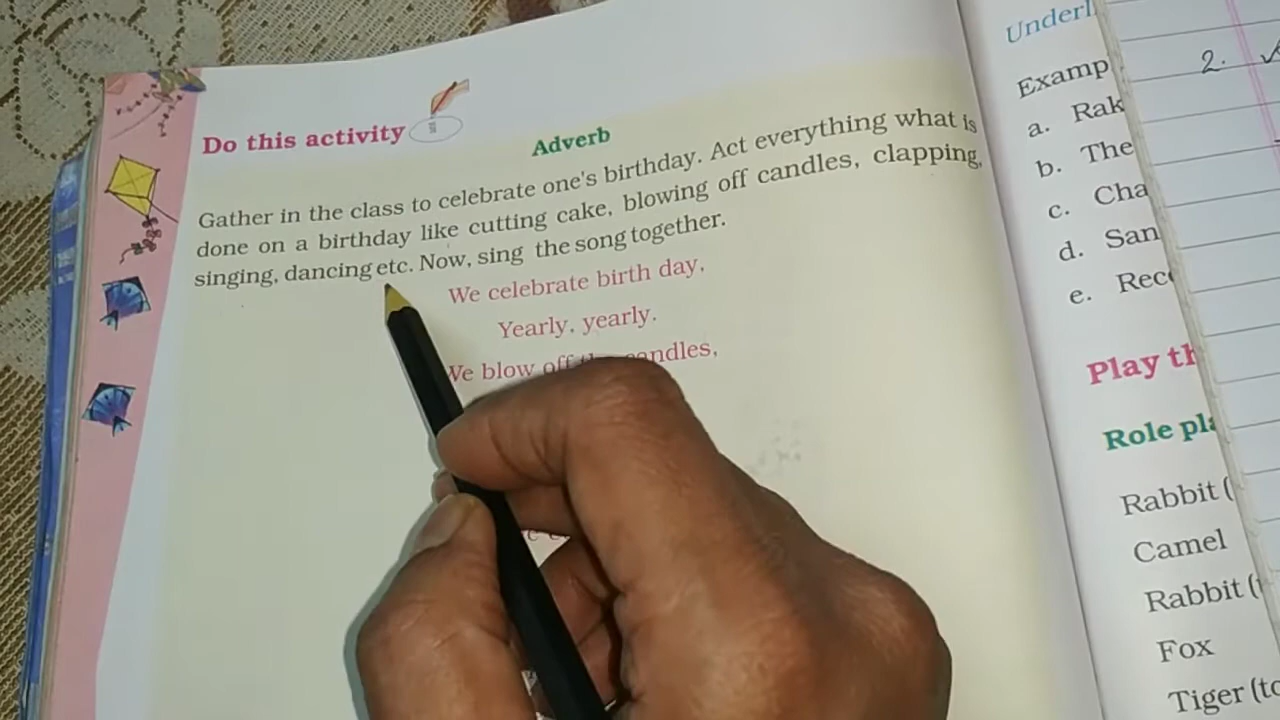 Do this activity
Adverb
Gather in the class to celebrate one's birthday. Act everything what is
done on a birthday like cutting cake, blowing off candles, clapping,
singing, dancing etc. Now, sing the song together.
We celebrate birth day,
Yearly, yearly.
We blow off the candles,
Underl
Examp
a. Rak
b. The
c. Cha
d. San
e. Rec
Play th
Role pla
Rabbit (
Camel
Rabbit (
Fox
Tiger (to
2.